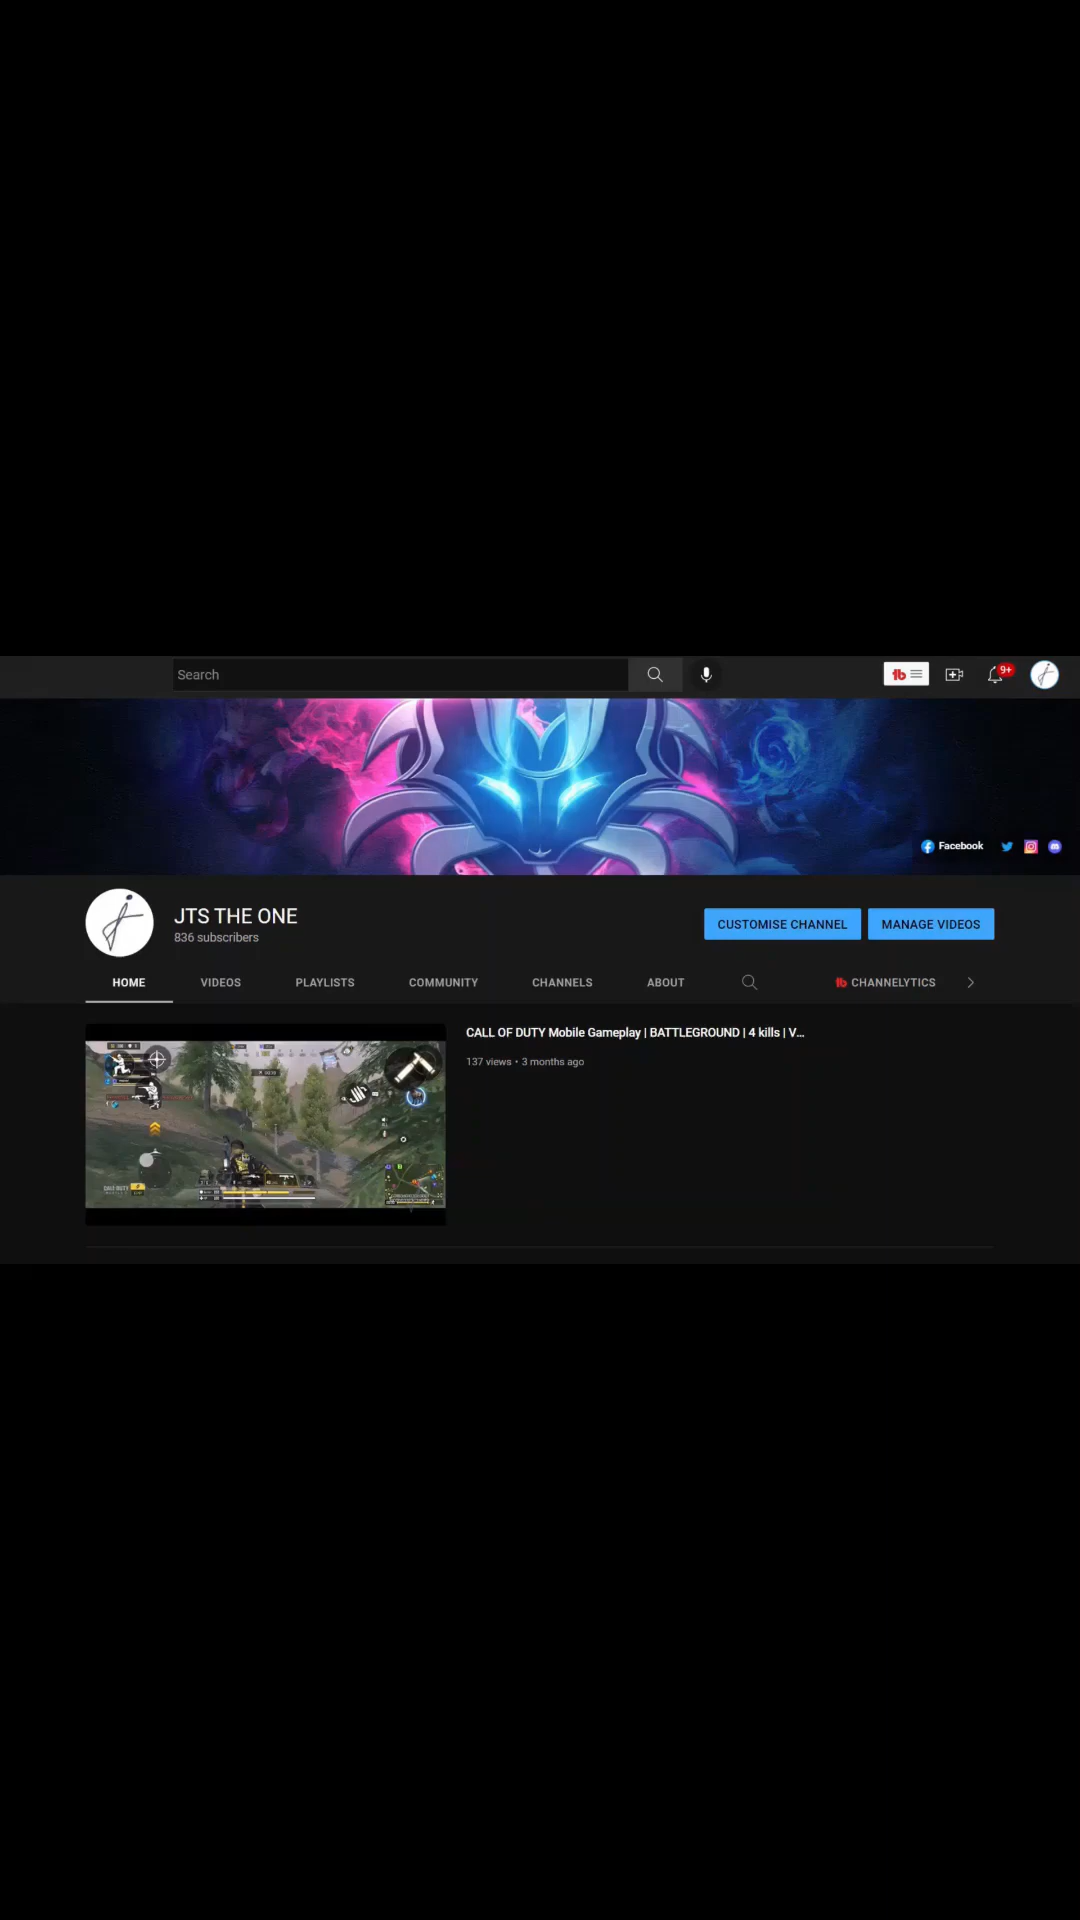 Search
9+
Facebook
JTS THE ONE
836 subscribers
CUSTOMISE CHANNEL
MANAGE VIDEOS
HOME
VIDEOS
PLAYLISTS
COMMUNITY
CHANNELS
ABOUT
CHANNELYTICS
CALL OF DUTY Mobile Gameplay | BATTLEGROUND | 4 kills | V...
137 views • 3 months ago